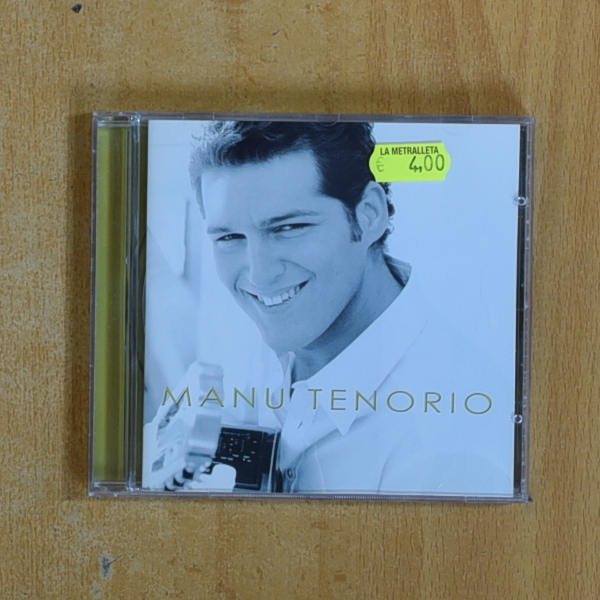 LA METRALLETA
€ 4,00
MANU TENORIO